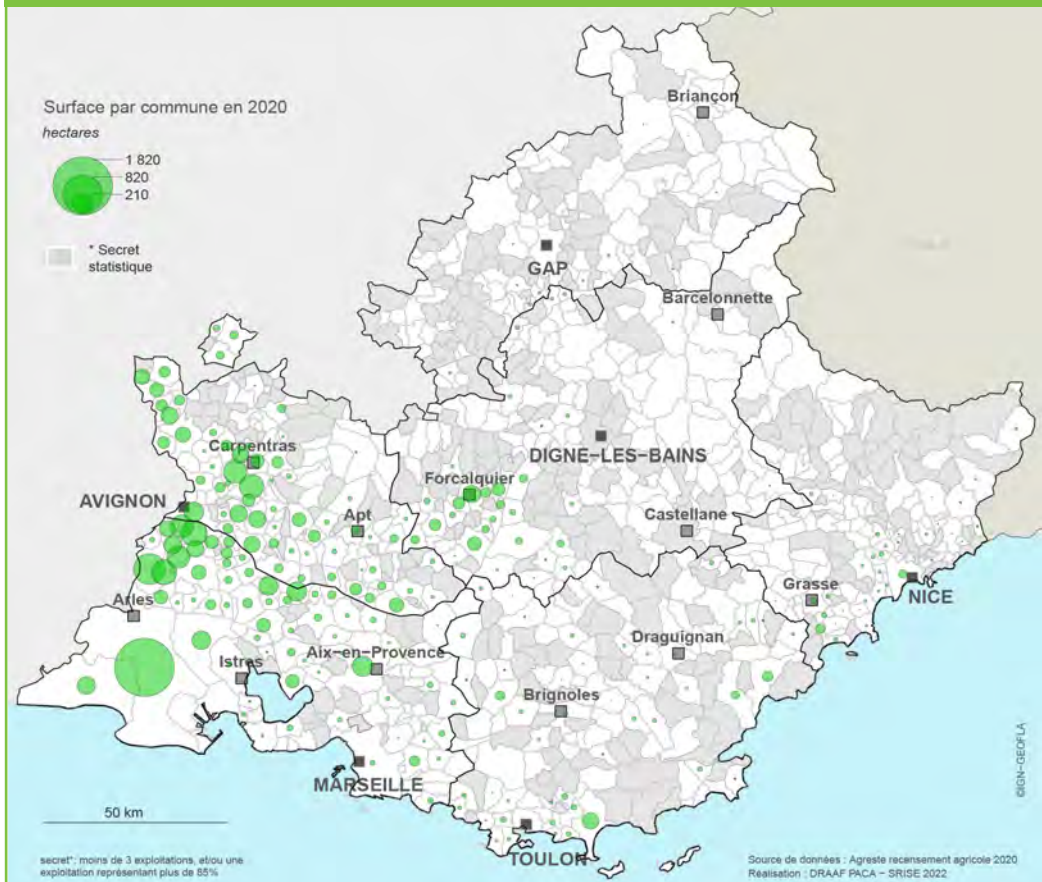 Surface par commune en 2020
hectares
1 820
820
210
* Secret
statistique
Briançon
GAP
Barcelonnette
Carpentras
DIGNE-LES-BAINS
Forcalquier
AVIGNON
Apt
Castellane
Grasse
NICE
Arles
Draguignan
Istres
Aix-en-Provence
Brignoles
MARSEILLE
TOULON
50 km
©IGN-GEOFLA
secret*: moins de 3 exploitations, et/ou une
exploitation représentant plus de 85%
Source de données : Agreste recensement agricole 2020
Réalisation : DRAAF PACA - SRISE 2022